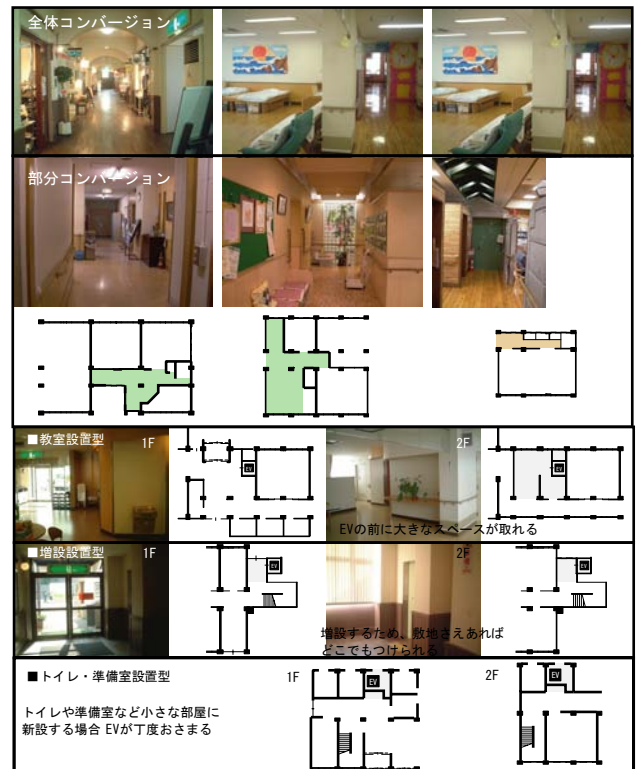 全体コンバージョン
部分コンバージョン
■教室設置型
1F
EV
2F
EV
EVの前に大きなスペースが取れる
■増設設置型
1F
EV
2F
EV
増設するため、敷地さえあれば
どこでもつけられる
■トイレ・準備室設置型
1F
EV
2F
EV
トイレや準備室など小さな部屋に
新設する場合 EVが丁度おさまる